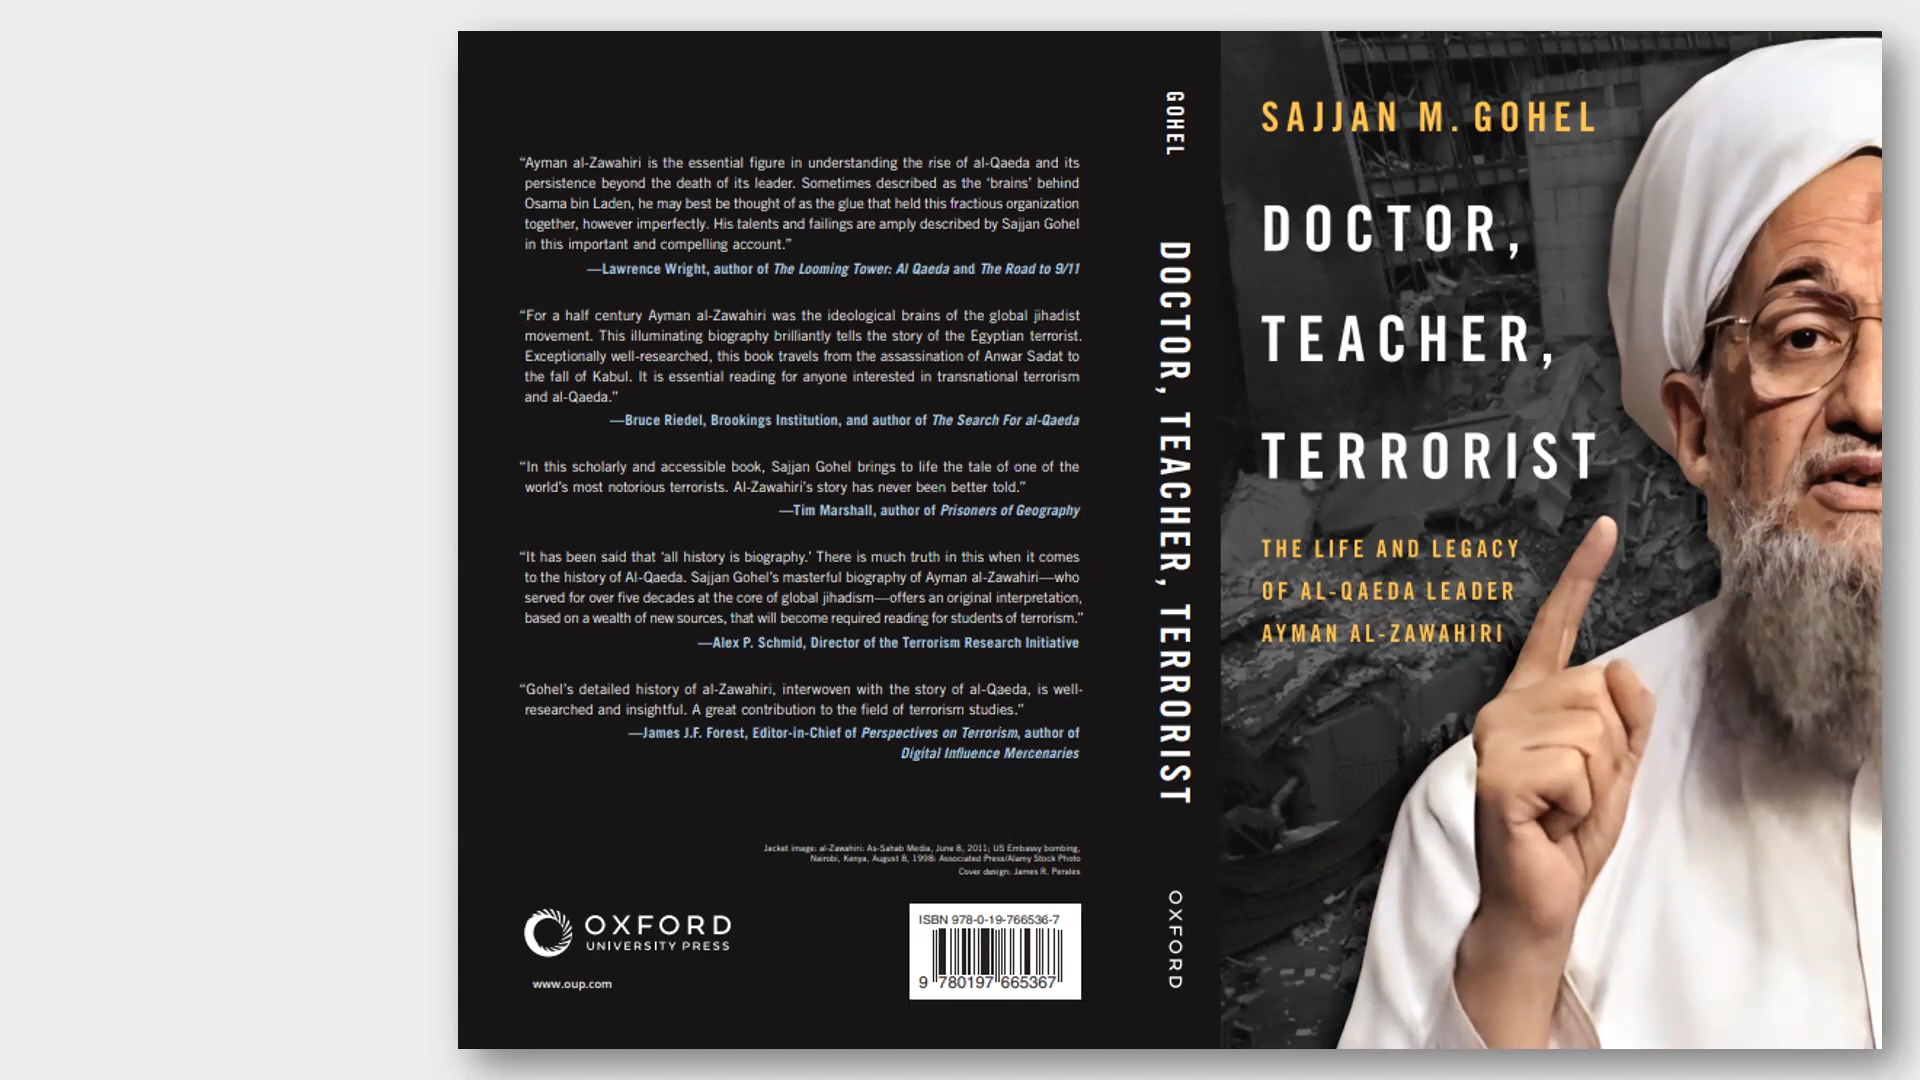 “Ayman al-Zawahiri is the essential figure in understanding the rise of al-Qaeda and its
persistence beyond the death of its leader. Sometimes described as the ‘brains’ behind
Osama bin Laden, he may best be thought of as the glue that held this fractious organization
together, however imperfectly. His talents and failings are amply described by Sajjan Gohel
in this important and compelling account.”
—Lawrence Wright, author of The Looming Tower: Al Qaeda and The Road to 9/11
“For a half century Ayman al-Zawahiri was the ideological brains of the global jihadist
movement. This illuminating biography brilliantly tells the story of the Egyptian terrorist.
Exceptionally well-researched, this book travels from the assassination of Anwar Sadat to
the fall of Kabul. It is essential reading for anyone interested in transnational terrorism
and al-Qaeda.”
—Bruce Riedel, Brookings Institution, and author of The Search For al-Qaeda
“In this scholarly and accessible book, Sajjan Gohel brings to life the tale of one of the
world’s most notorious terrorists. Al-Zawahiri’s story has never been better told.”
—Tim Marshall, author of Prisoners of Geography
“It has been said that ‘all history is biography.’ There is much truth in this when it comes
to the history of Al-Qaeda. Sajjan Gohel’s masterful biography of Ayman al-Zawahiri—who
served for over five decades at the core of global jihadism—offers an original interpretation,
based on a wealth of new sources, that will become required reading for students of terrorism.”
—Alex P. Schmid, Director of the Terrorism Research Initiative
“Gohel’s detailed history of al-Zawahiri, interwoven with the story of al-Qaeda, is well-
researched and insightful. A great contribution to the field of terrorism studies.”
—James J.F. Forest, Editor-in-Chief of Perspectives on Terrorism, author of
Digital Influence Mercenaries
Jacket image: al-Zawahiri: As-Sahab Media, June 8, 2011; US Embassy bombing,
Nairobi, Kenya, August 8, 1998: Associated Press/Alamy Stock Photo
Cover design: James R. Perales
OXFORD
UNIVERSITY PRESS
www.oup.com
ISBN 978-0-19-766536-7
9 780197 665367
GOHEL
DOCTOR, TEACHER, TERRORIST
OXFORD
SAJJAN M. GOHEL
DOCTOR,
TEACHER,
TERRORIST
THE LIFE AND LEGACY
OF AL-QAEDA LEADER
AYMAN AL-ZAWAHIRI